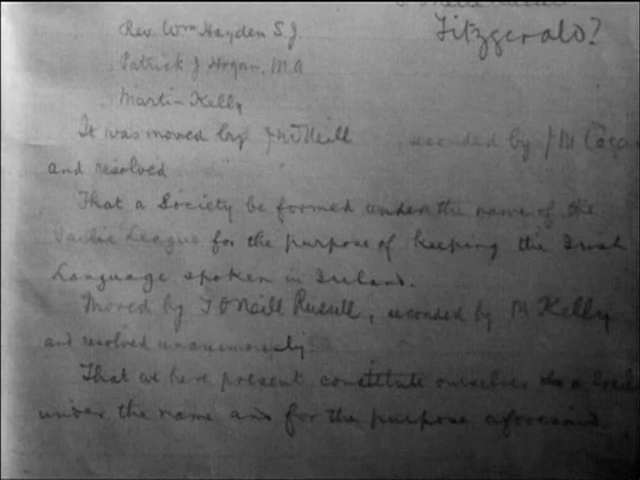 O'Neill Russell
Fitzgerald?
Rev. Wm Hayden S.J.
Patrick J Hogan, M.A
Martin Kelly
It was moved by J McNeill seconded by J M
and resolved
That a Society be formed under the name of the
Gaelic League for the purpose of keeping the Irish
Language spoken in Ireland.
Moved by T O'Neill Russell, seconded by M Kelly
and resolved unanimously.
That we here present constitute ourselves as a
under the name and for the purpose aforesaid.